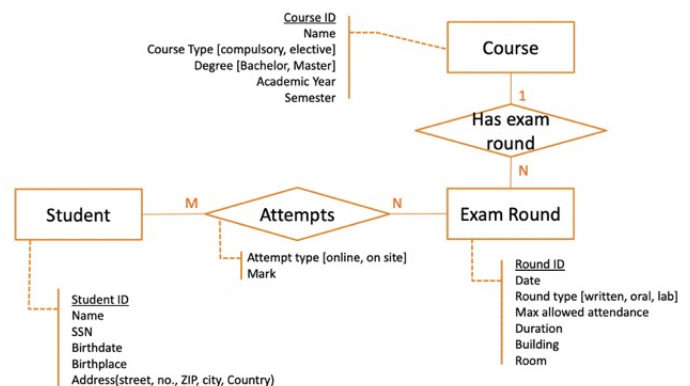 Course ID
Name
Course Type [compulsory, elective]
Degree [Bachelor, Master]
Academic Year
Semester
Course
1
Has exam
round
N
Student
M
Attempts
N
Exam Round
Attempt type [online, on site]
Mark
Student ID
Name
SSN
Birthdate
Birthplace
Address(street, no., ZIP, city, Country)
Round ID
Date
Round type [written, oral, lab]
Max allowed attendance
Duration
Building
Room